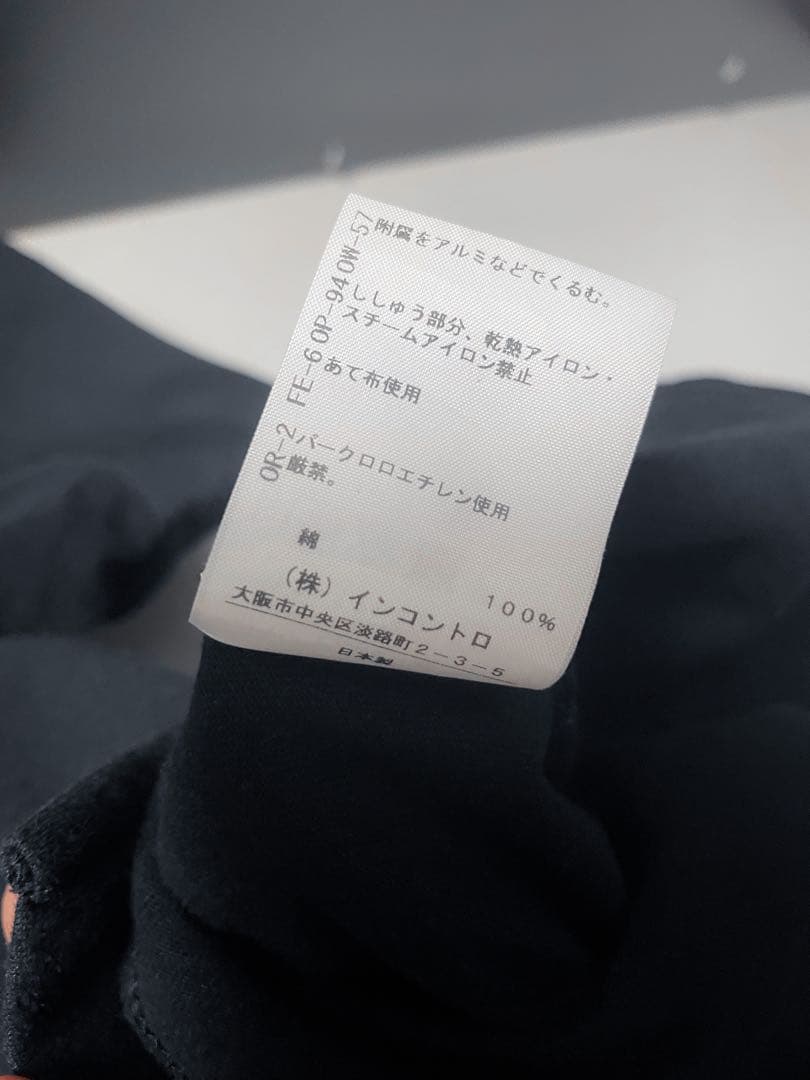 附属をアルミなどでくるむ。
ししゅう部分、乾熱アイロン・
スチームアイロン禁止
あて布使用
パークロロエチレン使用
厳禁。
綿 100%
（株）インコントロ
大阪市中央区淡路町２－３－５
日本製
OR-2 FE-60P-940W-57